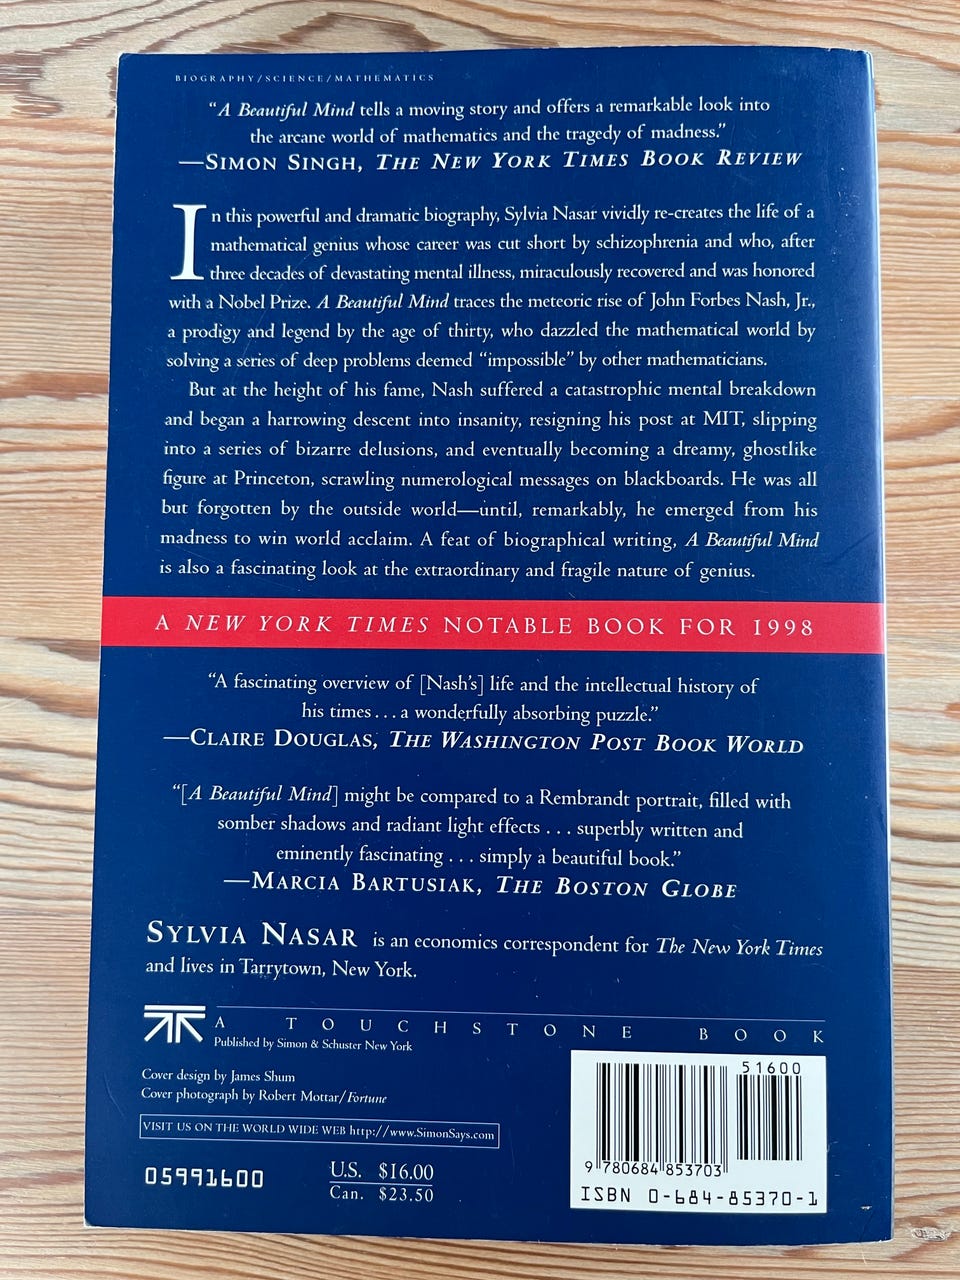 BIOGRAPHY/SCIENCE/MATHEMATICS
“A Beautiful Mind tells a moving story and offers a remarkable look into
the arcane world of mathematics and the tragedy of madness.”
—SIMON SINGH, THE NEW YORK TIMES BOOK REVIEW
In this powerful and dramatic biography, Sylvia Nasar vividly re-creates the life of a
mathematical genius whose career was cut short by schizophrenia and who, after
three decades of devastating mental illness, miraculously recovered and was honored
with a Nobel Prize. A Beautiful Mind traces the meteoric rise of John Forbes Nash, Jr.,
a prodigy and legend by the age of thirty, who dazzled the mathematical world by
solving a series of deep problems deemed “impossible” by other mathematicians.
But at the height of his fame, Nash suffered a catastrophic mental breakdown
and began a harrowing descent into insanity, resigning his post at MIT, slipping
into a series of bizarre delusions, and eventually becoming a dreamy, ghostlike
figure at Princeton, scrawling numerological messages on blackboards. He was all
but forgotten by the outside world—until, remarkably, he emerged from his
madness to win world acclaim. A feat of biographical writing, A Beautiful Mind
is also a fascinating look at the extraordinary and fragile nature of genius.
A NEW YORK TIMES NOTABLE BOOK FOR 1998
“A fascinating overview of [Nash’s] life and the intellectual history of
his times...a wonderfully absorbing puzzle.”
—CLAIRE DOUGLAS, THE WASHINGTON POST BOOK WORLD
“[A Beautiful Mind] might be compared to a Rembrandt portrait, filled with
somber shadows and radiant light effects . . . superbly written and
eminently fascinating . . . simply a beautiful book.”
—MARCIA BARTUSIAK, THE BOSTON GLOBE
SYLVIA NASAR is an economics correspondent for The New York Times
and lives in Tarrytown, New York.
A TOUCHSTONE BOOK
Published by Simon & Schuster New York
Cover design by James Shum
Cover photograph by Robert Mottar/Fortune
VISIT US ON THE WORLD WIDE WEB http://www.SimonSays.com
05991600
U.S. $16.00
Can. $23.50
51600
9 780684 853703
ISBN 0-684-85370-1